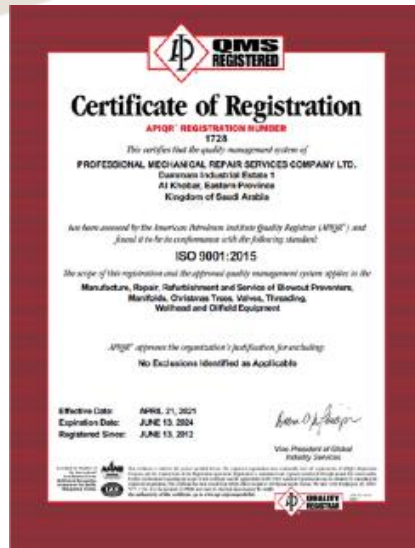 QMS
REGISTERED
Certificate of Registration
APIQR® REGISTRATION NUMBER
1728
This certifies that the quality management system of
PROFESSIONAL MECHANICAL REPAIR SERVICES COMPANY LTD.
Dammam Industrial Estate 1
Al Khobar, Eastern Province
Kingdom of Saudi Arabia
has been assessed by the American Petroleum Institute Quality Registrar (APIQR®) and
found it to be in conformance with the following standard:
ISO 9001:2015
The scope of this registration and the approved quality management system applies to the
Manufacture, Repair, Refurbishment and Service of Blowout Preventers,
Manifolds, Christmas Trees, Valves, Threading,
Wellhead and Oilfield Equipment
APIQR® approves the organization's justification for excluding:
No Exclusions Identified as Applicable
Effective Date: APRIL 21, 2021
Expiration Date: JUNE 13, 2024
Registered Since: JUNE 13, 2012
Vice President of Global
Industry Services
QUALITY
REGISTRAR